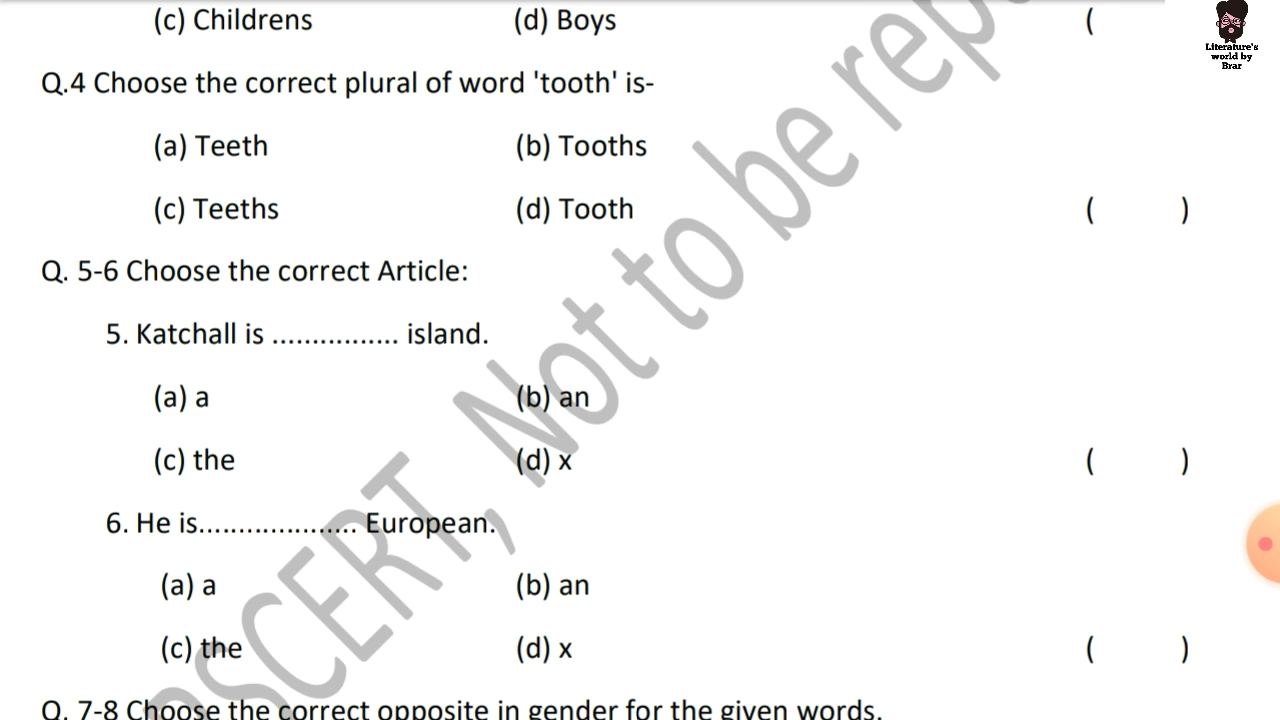 (c) Childrens (d) Boys (
Literature's
world by
Brar
Q.4 Choose the correct plural of word 'tooth' is-
(a) Teeth (b) Tooths
(c) Teeths (d) Tooth ( )
Q. 5-6 Choose the correct Article:
5. Katchall is ................ island.
(a) a (b) an
(c) the (d) x ( )
6. He is.................... European.
(a) a (b) an
(c) the (d) x ( )
Q. 7-8 Choose the correct opposite in gender for the given words.
SCERT, Not to be rep